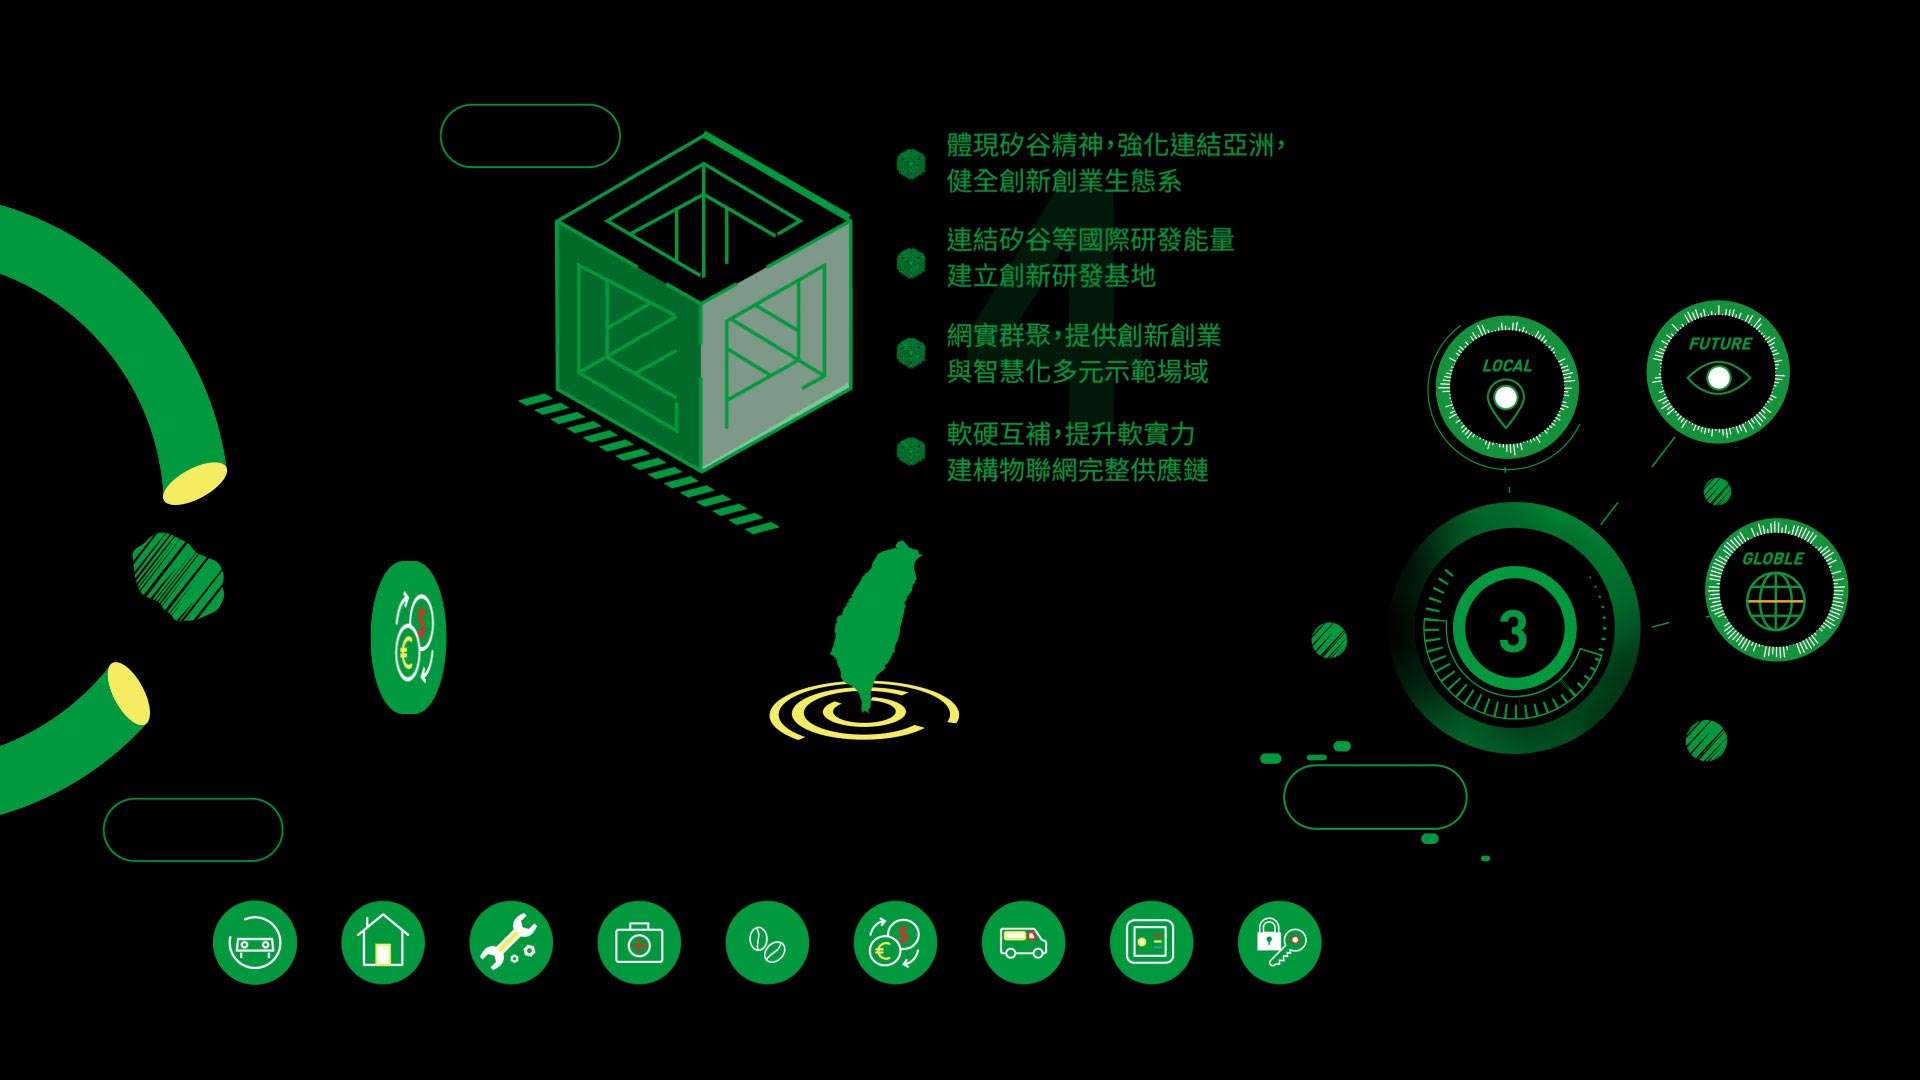 體現矽谷精神，強化連結亞洲，
健全創新創業生態系
連結矽谷等國際研發能量
建立創新研發基地
網實群聚，提供創新創業
與智慧化多元示範場域
軟硬互補，提升軟實力
建構物聯網完整供應鏈
4
LOCAL
FUTURE
GLOBLE
3
$
€
$
€